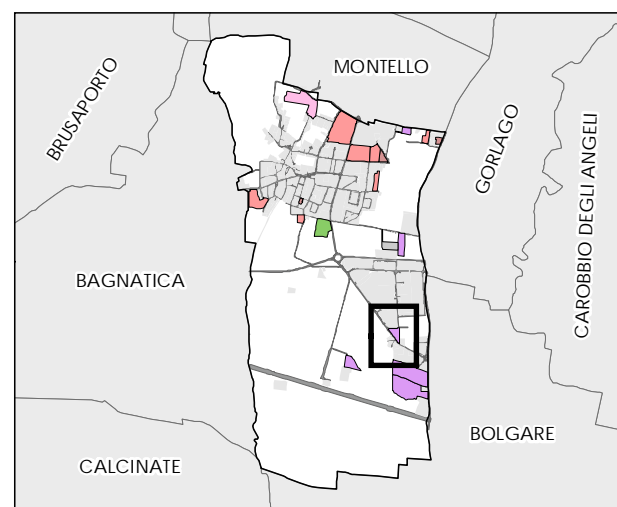 MONTELLO
BRUSAPORTO
GORLAGO
CAROBBIO DEGLI ANGELI
BAGNATICA
BOLGARE
CALCINATE